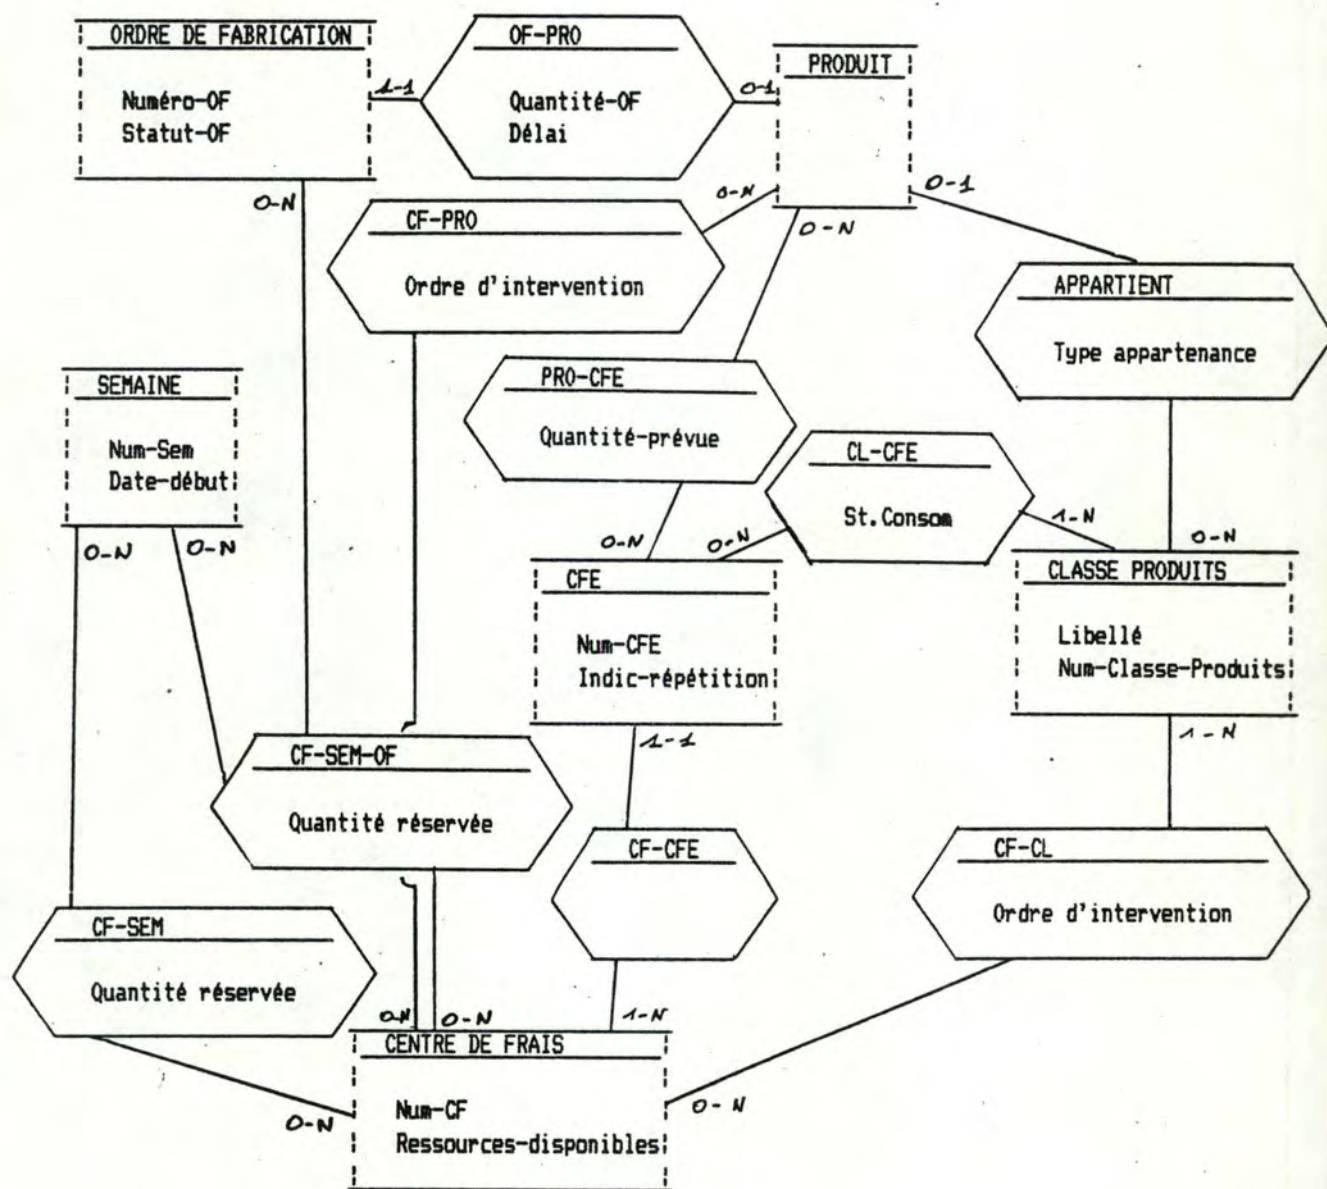 ORDRE DE FABRICATION
Numéro-OF
Statut-OF
1-1
OF-PRO
Quantité-OF
Délai
0-1
PRODUIT
0-N
CF-PRO
Ordre d'intervention
0-N
0-N
0-1
APPARTIENT
Type appartenance
SEMAINE
Num-Sem
Date-début
0-N
0-N
PRO-CFE
Quantité-prévue
CL-CFE
St.Consom
0-N
0-N
1-N
0-N
CFE
Num-CFE
Indic-répétition
1-1
CLASSE PRODUITS
Libellé
Num-Classe-Produits
1-N
CF-SEM-OF
Quantité réservée
CF-CFE
CF-CL
Ordre d'intervention
CF-SEM
Quantité réservée
0-N
0-N
1-N
CENTRE DE FRAIS
Num-CF
Ressources-disponibles
0-N
0-N